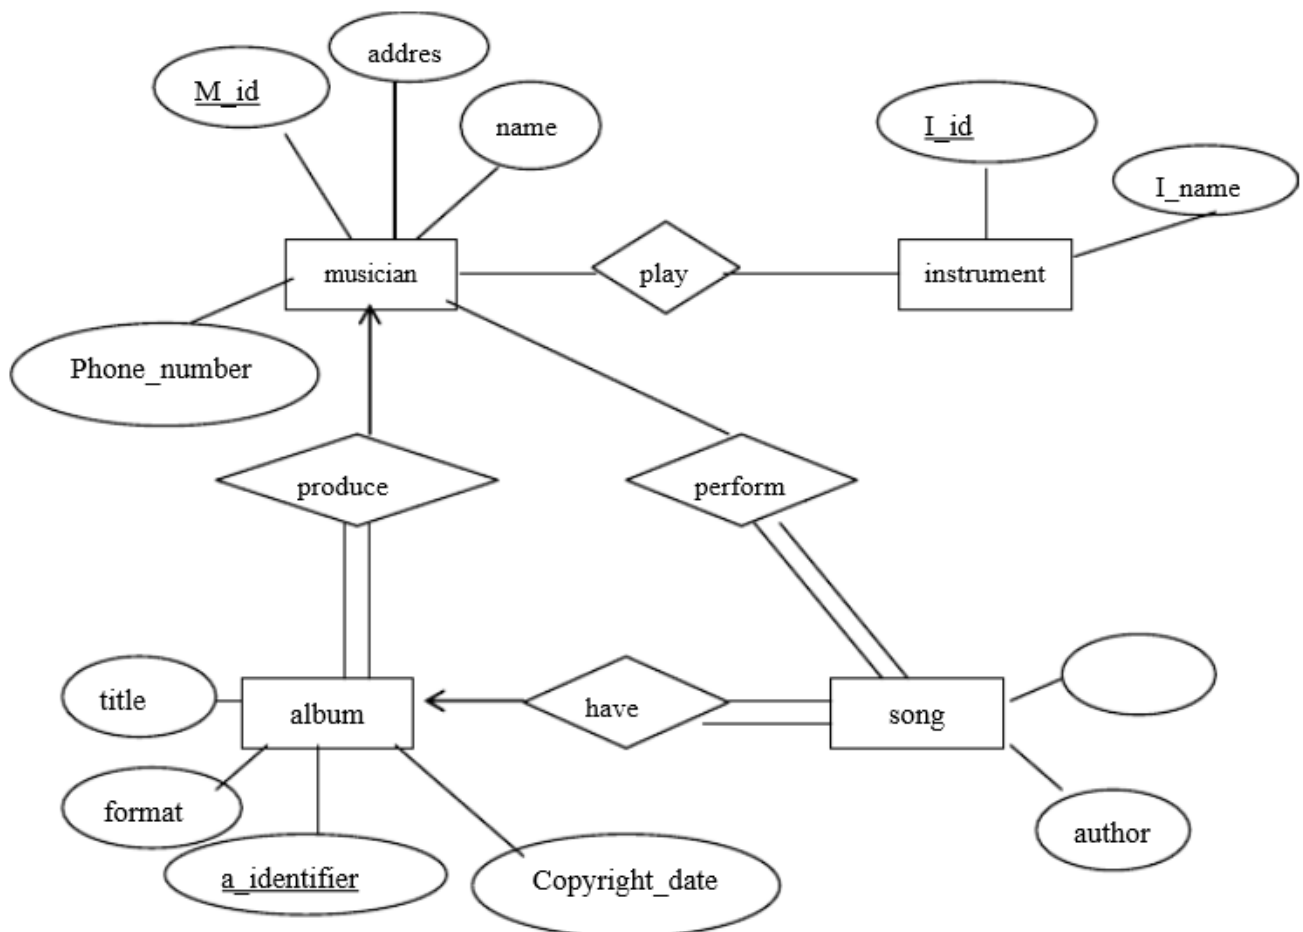 addres
M_id
name
I_id
I_name
musician
play
instrument
Phone_number
produce
perform
title
album
have
song
format
author
a_identifier
Copyright_date